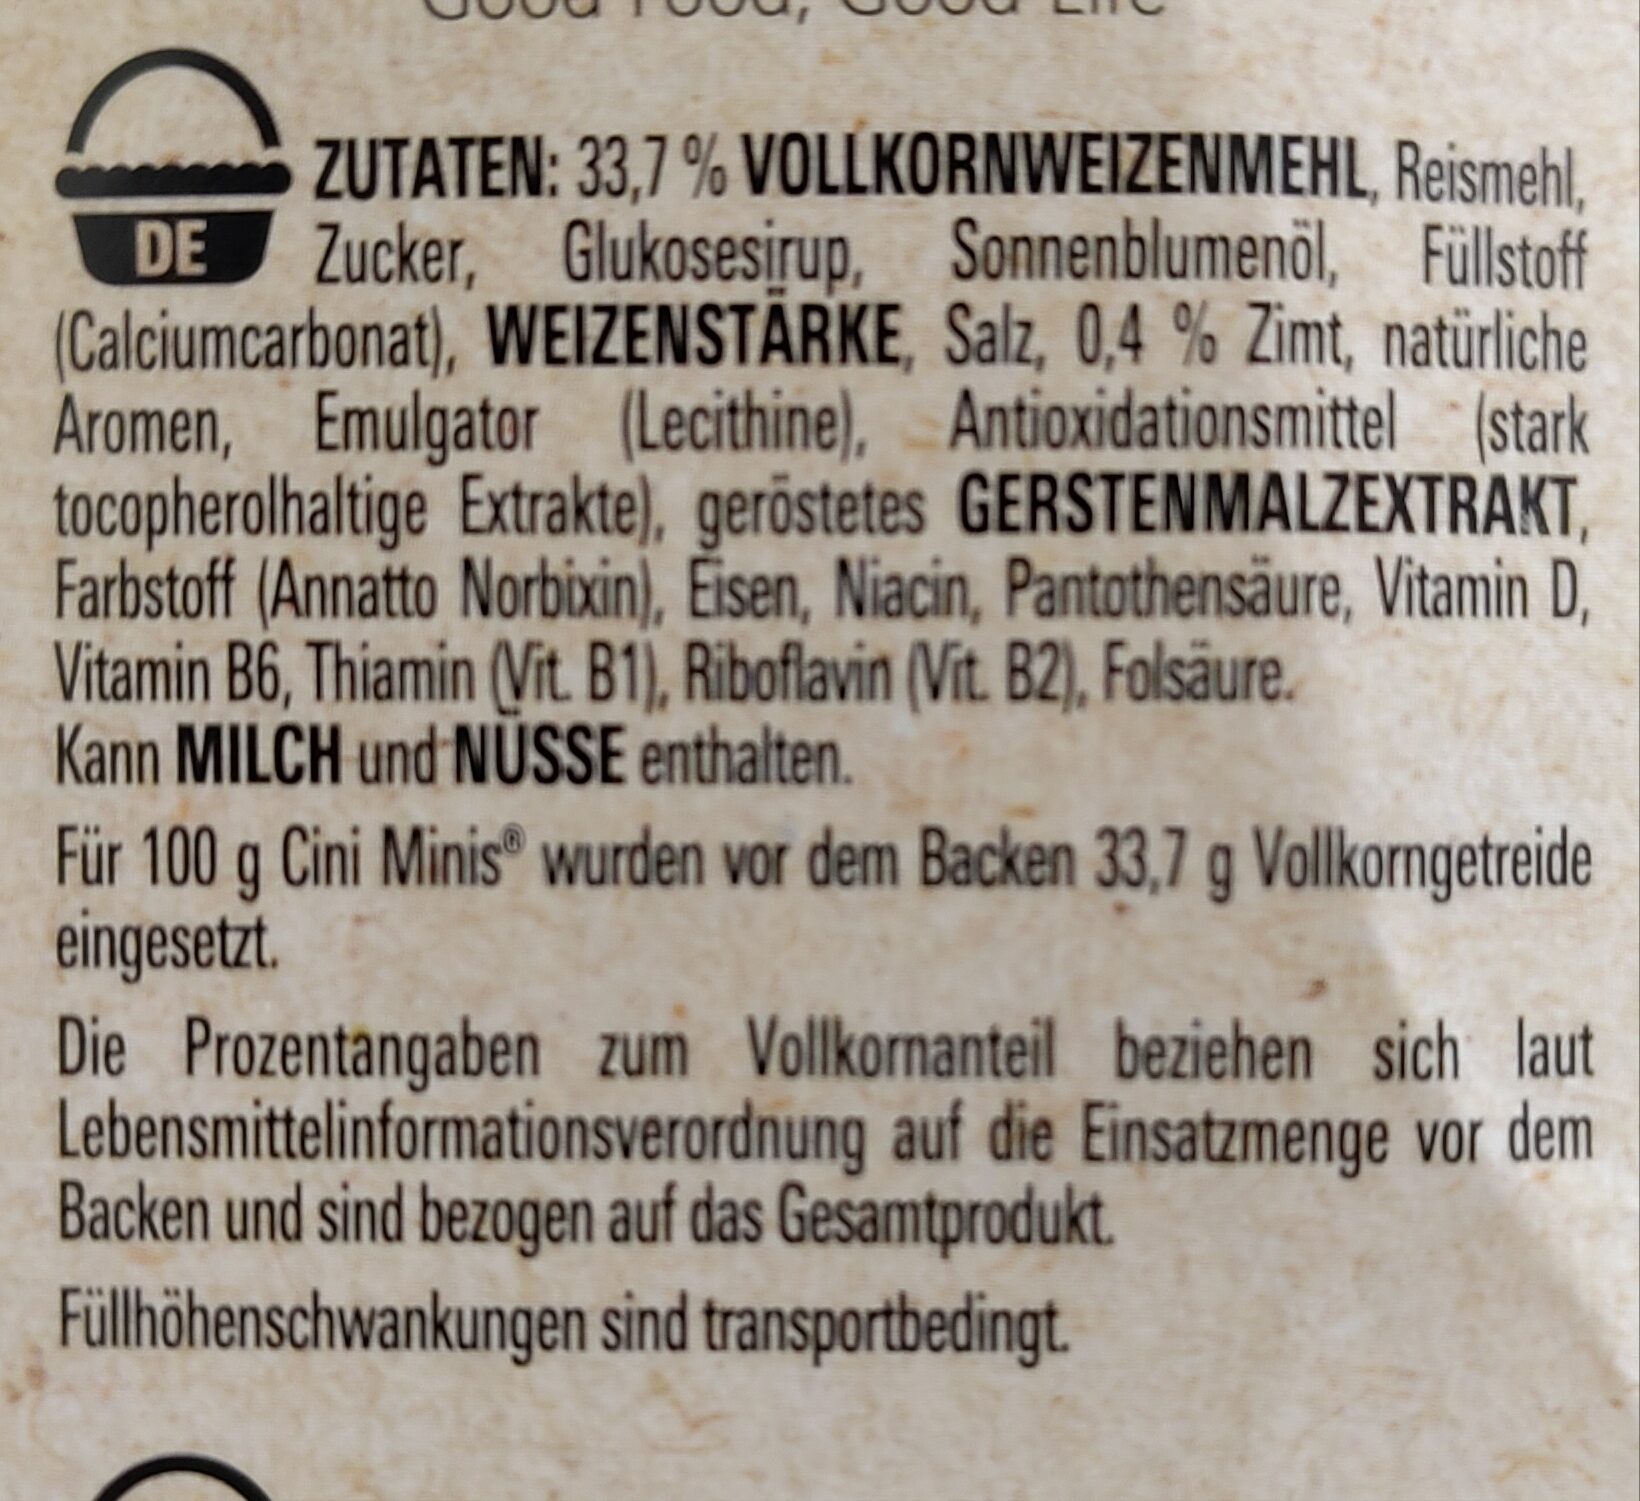 Good Food, Good Life
ZUTATEN: 33,7 % VOLLKORNWEIZENMEHL, Reismehl,
DE
Zucker, Glukosesirup, Sonnenblumenöl, Füllstoff
(Calciumcarbonat), WEIZENSTÄRKE, Salz, 0,4 % Zimt, natürliche
Aromen, Emulgator (Lecithine), Antioxidationsmittel (stark
tocopherolhaltige Extrakte), geröstetes GERSTENMALZEXTRAKT,
Farbstoff (Annatto Norbixin), Eisen, Niacin, Pantothensäure, Vitamin D,
Vitamin B6, Thiamin (Vit. B1), Riboflavin (Vit. B2), Folsäure.
Kann MILCH und NÜSSE enthalten.
Für 100 g Cini Minis® wurden vor dem Backen 33,7 g Vollkorngetreide
eingesetzt.
Die Prozentangaben zum Vollkornanteil beziehen sich laut
Lebensmittelinformationsverordnung auf die Einsatzmenge vor dem
Backen und sind bezogen auf das Gesamtprodukt.
Füllhöhenschwankungen sind transportbedingt.